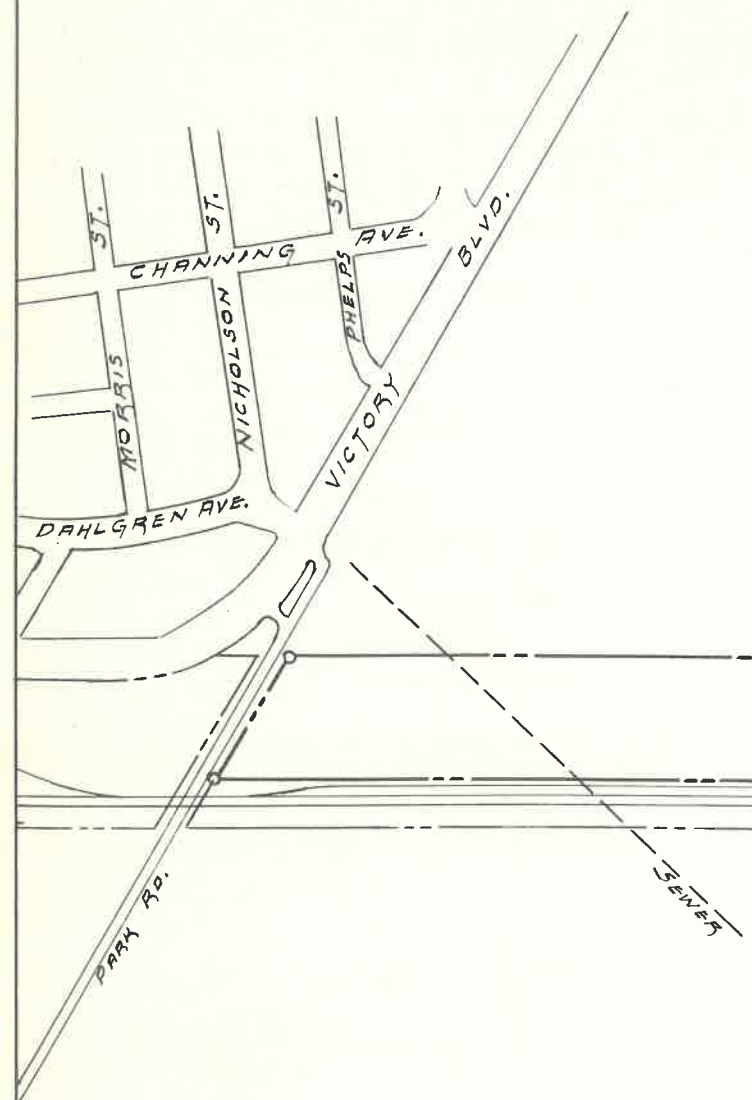 ST.
ST.
ST.
BLVD.
CHANNING AVE.
PHELPS
NICHOLSON
MORRIS
VICTORY
DAHLGREN AVE.
SEWER
PARK RD.